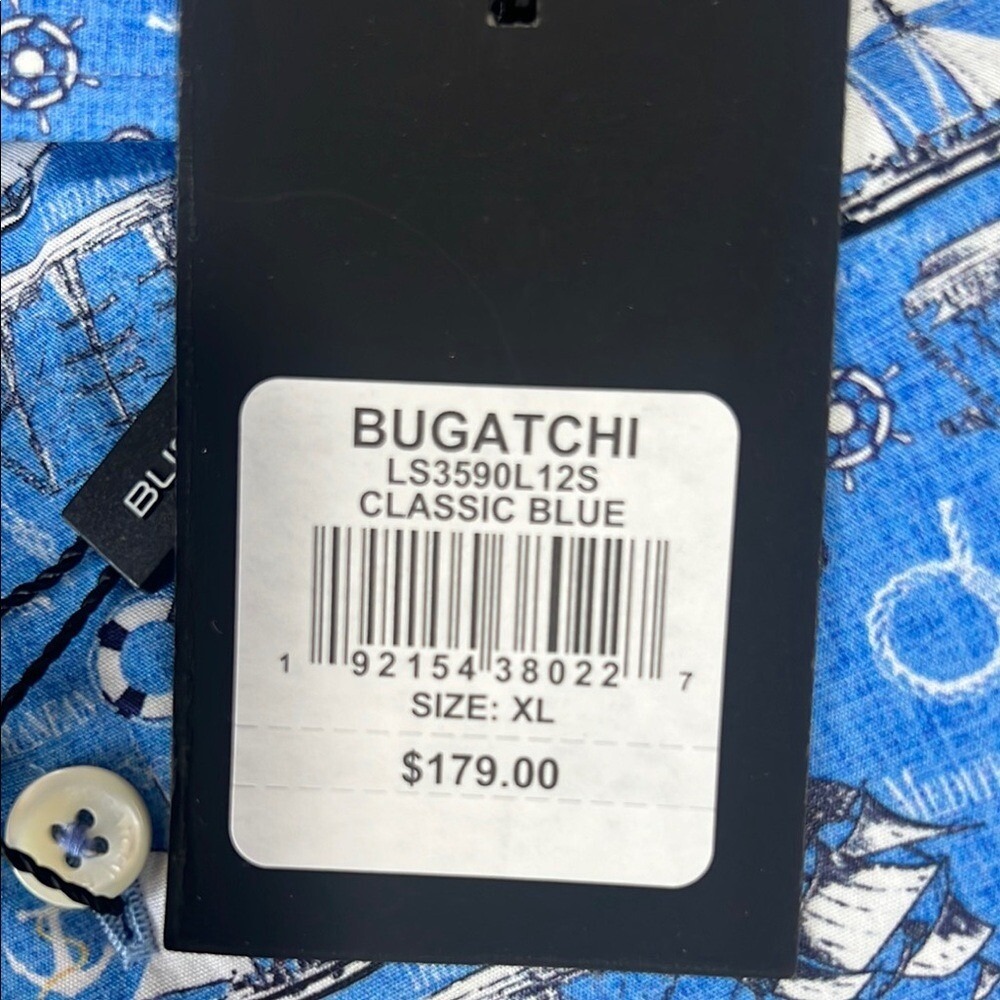 BUGATCHI
LS3590L12S
CLASSIC BLUE
1 92154 38022 7
SIZE: XL
$179.00